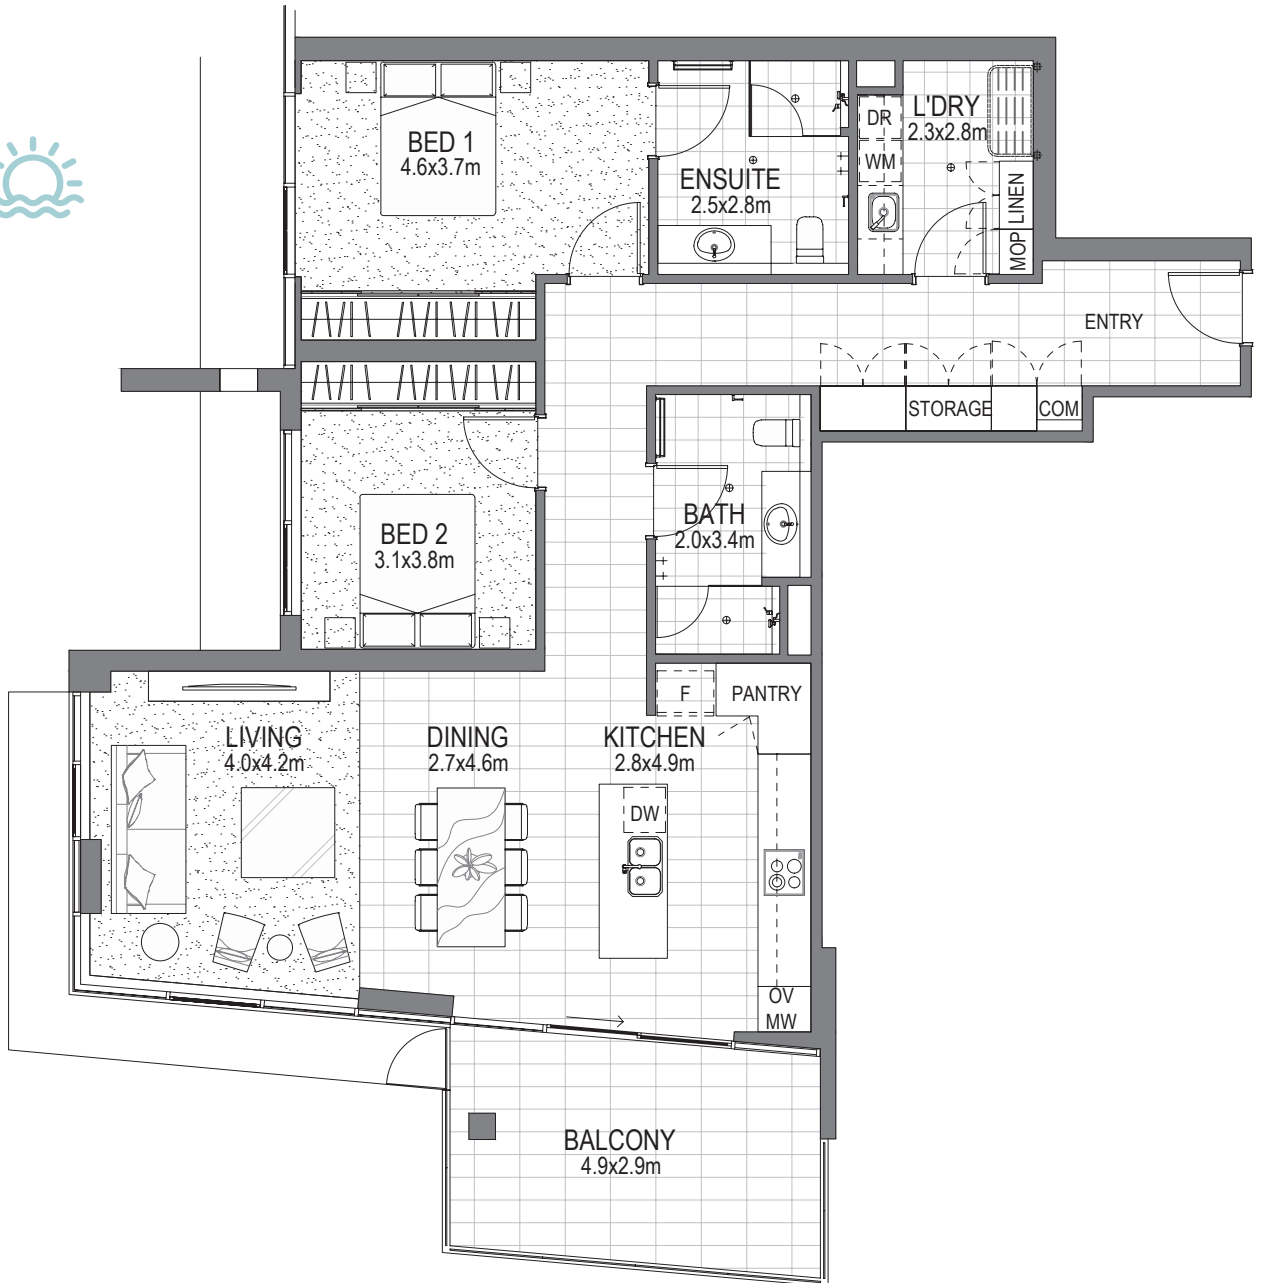 BED 1
4.6x3.7m
ENSUITE
2.5x2.8m
L'DRY
2.3x2.8m
DR
WM
LINEN
MOP
ENTRY
STORAGE
COM
BED 2
3.1x3.8m
BATH
2.0x3.4m
F
PANTRY
LIVING
4.0x4.2m
DINING
2.7x4.6m
KITCHEN
2.8x4.9m
DW
OV
MW
BALCONY
4.9x2.9m